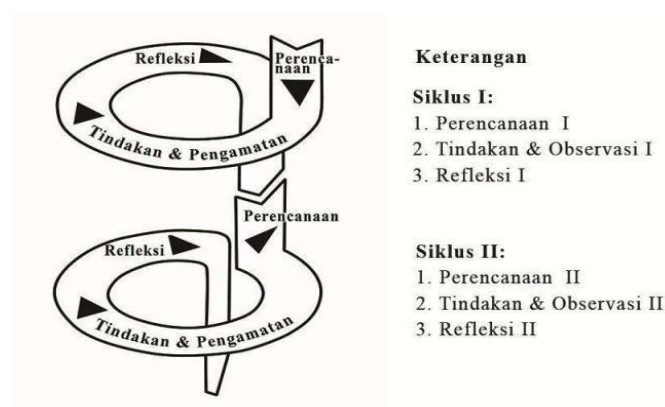 Refleksi
Perenca-
naan
Tindakan & Pengamatan
Perencanaan
Refleksi
Tindakan & Pengamatan
Keterangan
Siklus I:
1. Perencanaan I
2. Tindakan & Observasi I
3. Refleksi I
Siklus II:
1. Perencanaan II
2. Tindakan & Observasi II
3. Refleksi II